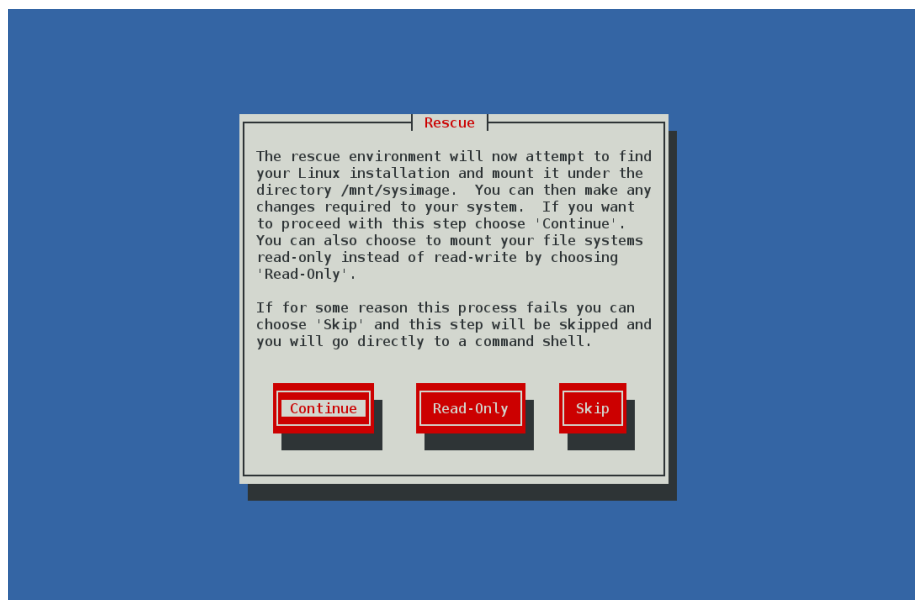 Rescue
The rescue environment will now attempt to find
your Linux installation and mount it under the
directory /mnt/sysimage.  You can then make any
changes required to your system.  If you want
to proceed with this step choose 'Continue'.
You can also choose to mount your file systems
read-only instead of read-write by choosing
'Read-Only'.
If for some reason this process fails you can
choose 'Skip' and this step will be skipped and
you will go directly to a command shell.
Continue Read-Only Skip